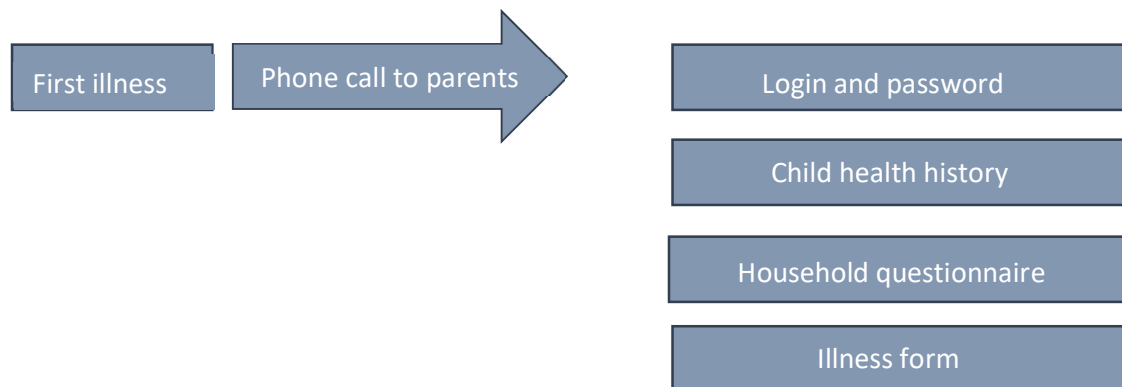 First illness
Phone call to parents
Login and password
Child health history
Household questionnaire
Illness form